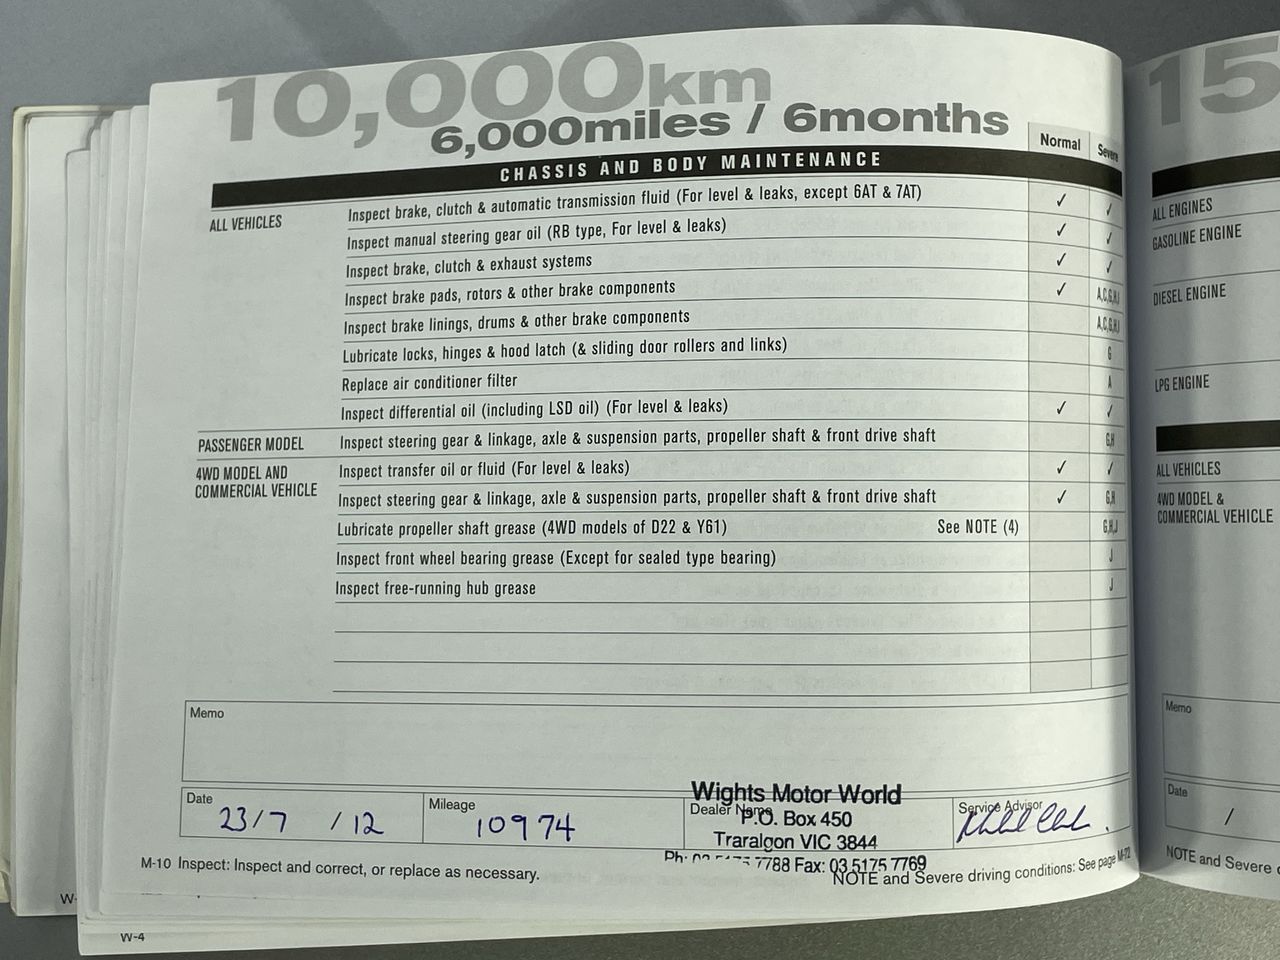 10,000km
6,000miles / 6months
Normal Severe
CHASSIS AND BODY MAINTENANCE
ALL VEHICLES Inspect brake, clutch & automatic transmission fluid (For level & leaks, except 6AT & 7AT) ✓ ✓
Inspect manual steering gear oil (RB type, For level & leaks) ✓ ✓
Inspect brake, clutch & exhaust systems ✓ ✓
Inspect brake pads, rotors & other brake components ✓ A,C,G,H,I
Inspect brake linings, drums & other brake components A,C,G,H,I
Lubricate locks, hinges & hood latch (& sliding door rollers and links) G
Replace air conditioner filter A
Inspect differential oil (including LSD oil) (For level & leaks) ✓ ✓
PASSENGER MODEL Inspect steering gear & linkage, axle & suspension parts, propeller shaft & front drive shaft G,H
4WD MODEL AND Inspect transfer oil or fluid (For level & leaks) ✓ ✓
COMMERCIAL VEHICLE Inspect steering gear & linkage, axle & suspension parts, propeller shaft & front drive shaft ✓ G,H
Lubricate propeller shaft grease (4WD models of D22 & Y61) See NOTE (4) G,H,J
Inspect front wheel bearing grease (Except for sealed type bearing) J
Inspect free-running hub grease J
Memo
Date 23/7 /12
Mileage 10974
Dealer Name
Wights Motor World
P.O. Box 450
Traralgon VIC 3844
Ph: 5175 7788 Fax: 03 5175 7769
Service Advisor
M-10 Inspect: Inspect and correct, or replace as necessary.
NOTE and Severe driving conditions: See page M-72
W-
W-4
15
ALL ENGINES
GASOLINE ENGINE
DIESEL ENGINE
LPG ENGINE
ALL VEHICLES
4WD MODEL &
COMMERCIAL VEHICLE
Memo
Date
/
NOTE and Severe